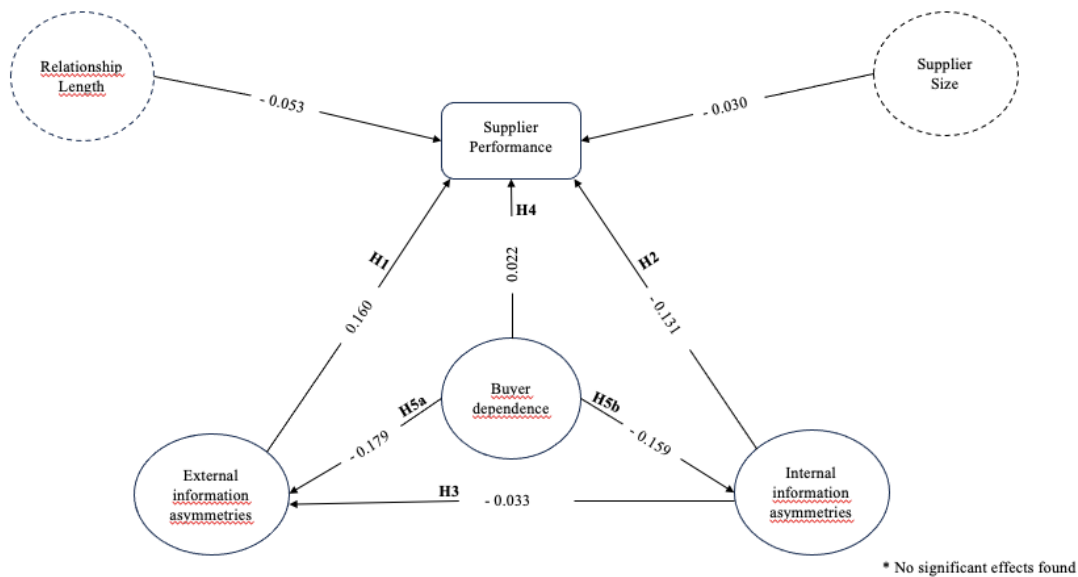 Relationship
Length
Supplier
Size
- 0.053
- 0.030
Supplier
Performance
H4
H1
H2
0.022
0.160
- 0.131
Buyer
dependence
H5a
H5b
- 0.179
- 0.159
External
information
asymmetries
H3
- 0.033
Internal
information
asymmetries
* No significant effects found